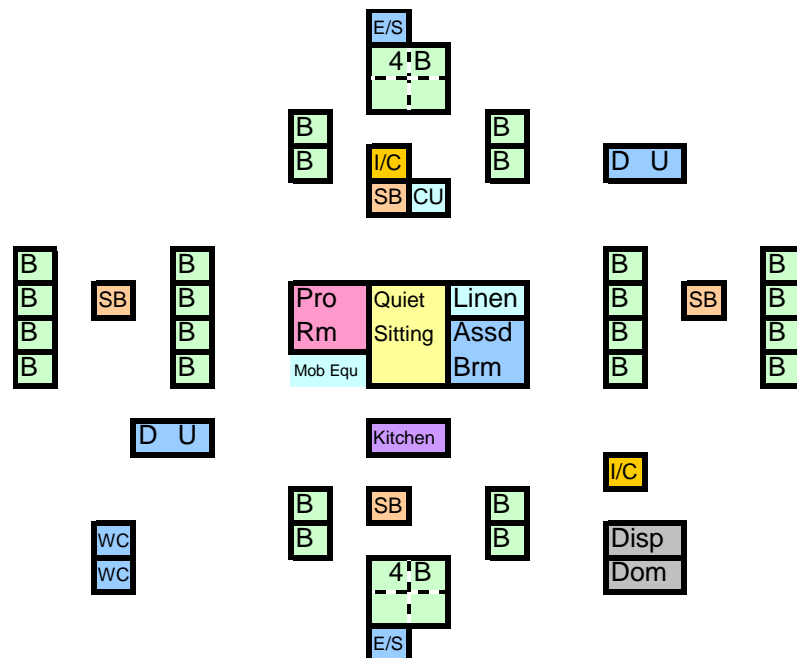 E/S
4 B
B B
B I/C B D U
SB CU
B B B B
B SB B Pro Quiet Linen B SB B
B B Rm Sitting Assd B B
B B Mob Equ Brm B B
D U Kitchen
I/C
B SB B
WC B B Disp
WC 4 B Dom
E/S